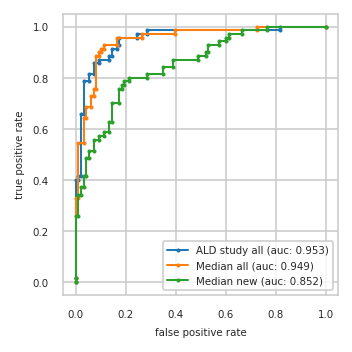 1.0
0.8
0.6
0.4
0.2
0.0
true positive rate
ALD study all (auc: 0.953)
Median all (auc: 0.949)
Median new (auc: 0.852)
0.0 0.2 0.4 0.6 0.8 1.0
false positive rate